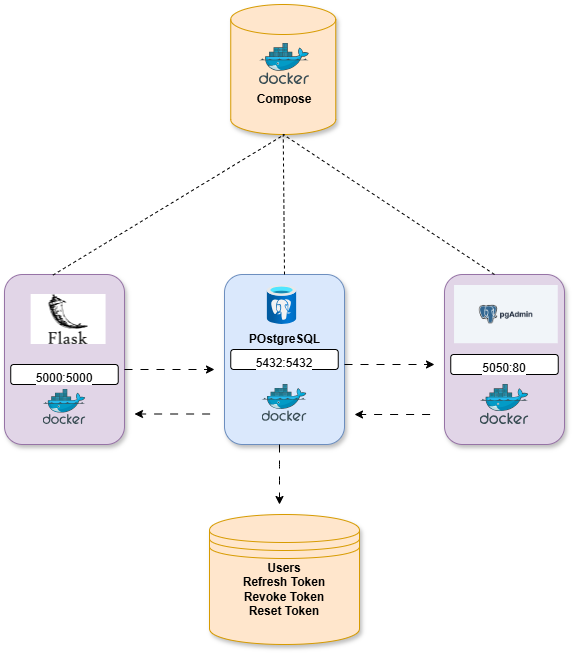 docker
Compose
Flask
5000:5000
docker
POstgreSQL
5432:5432
docker
pgAdmin
5050:80
docker
Users
Refresh Token
Revoke Token
Reset Token